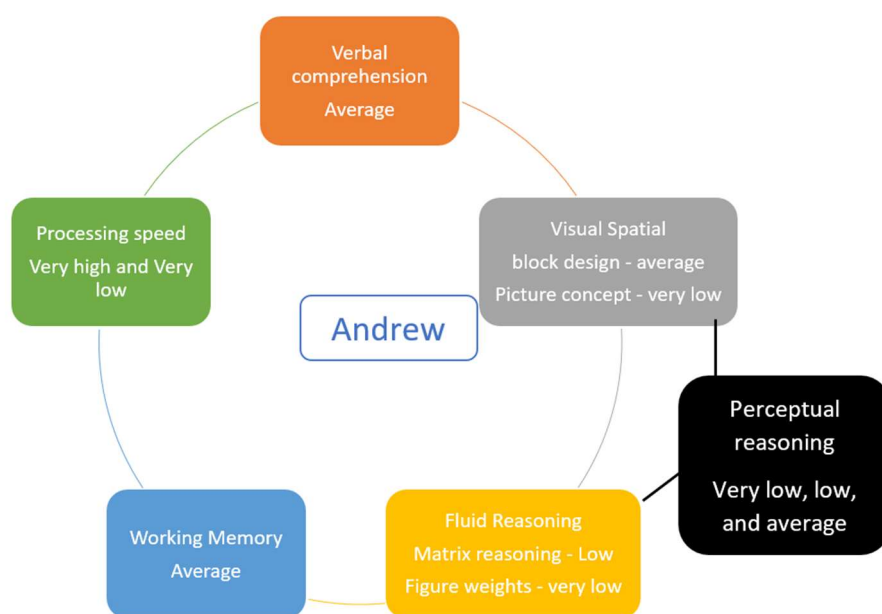 Verbal
comprehension
Average
Processing speed
Very high and Very
low
Visual Spatial
block design - average
Picture concept - very low
Andrew
Perceptual
reasoning
Very low, low,
and average
Working Memory
Average
Fluid Reasoning
Matrix reasoning - Low
Figure weights - very low